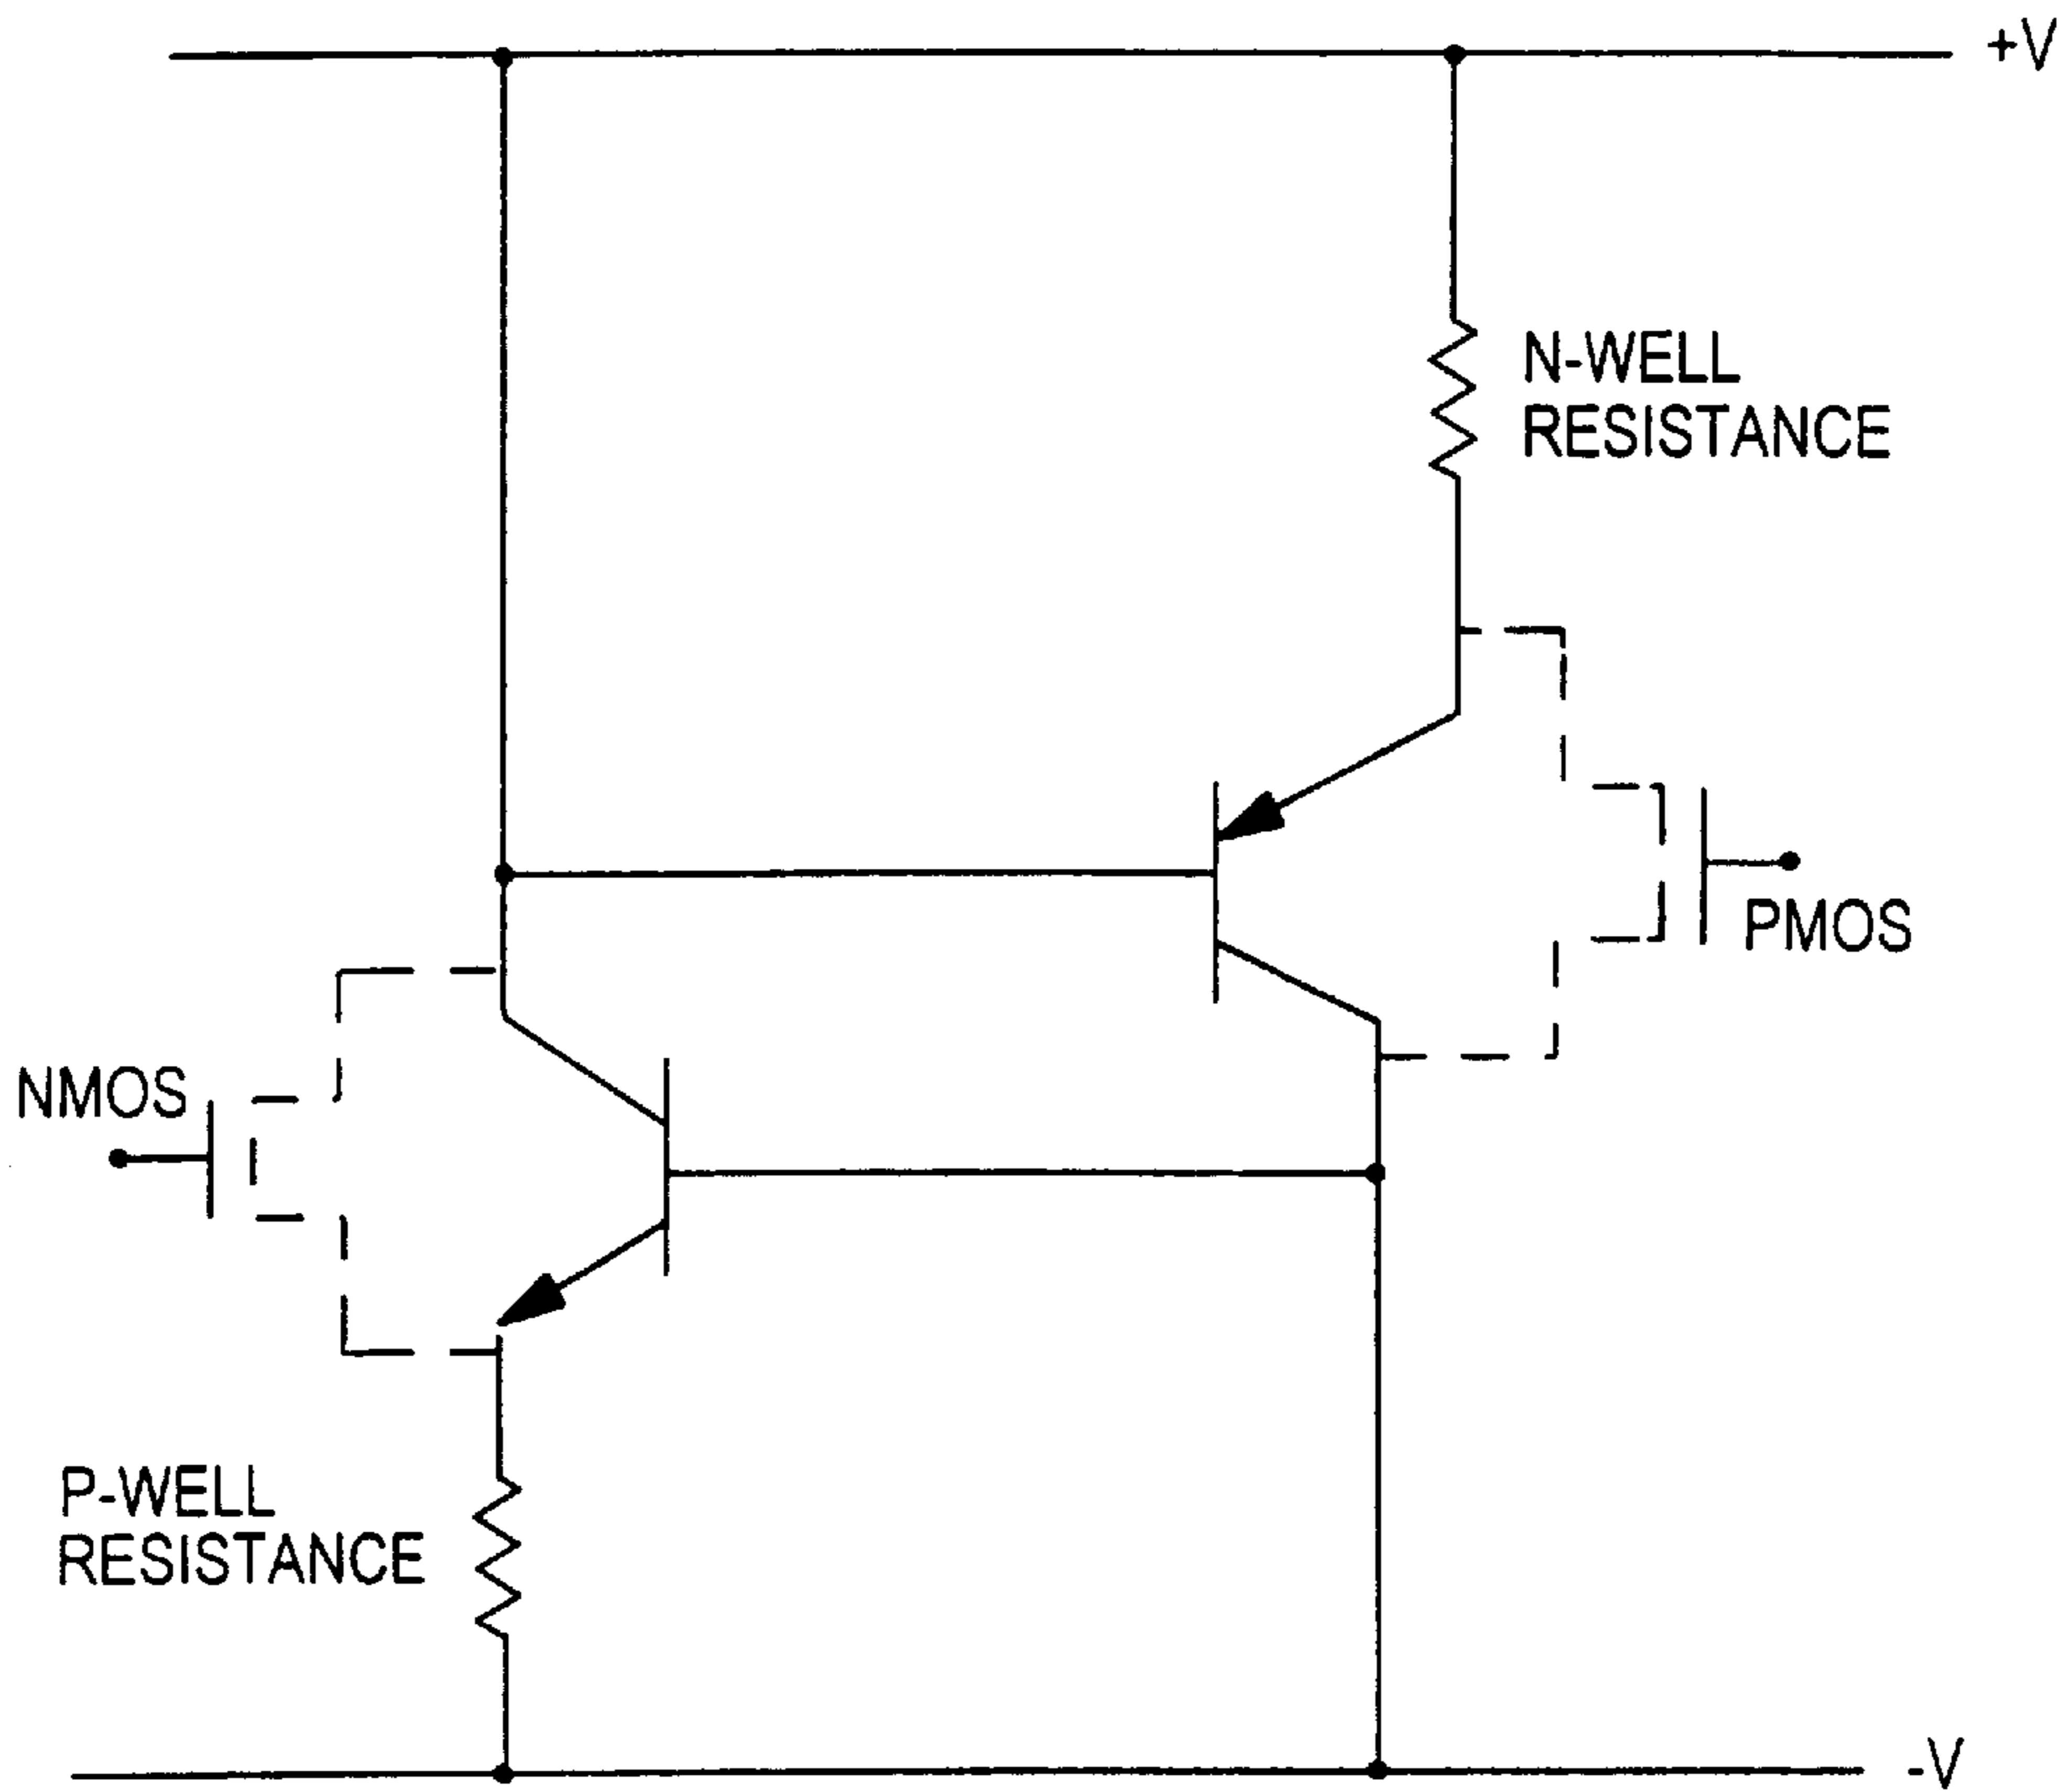 +V
N-WELL
RESISTANCE
PMOS
NMOS
P-WELL
RESISTANCE
-V